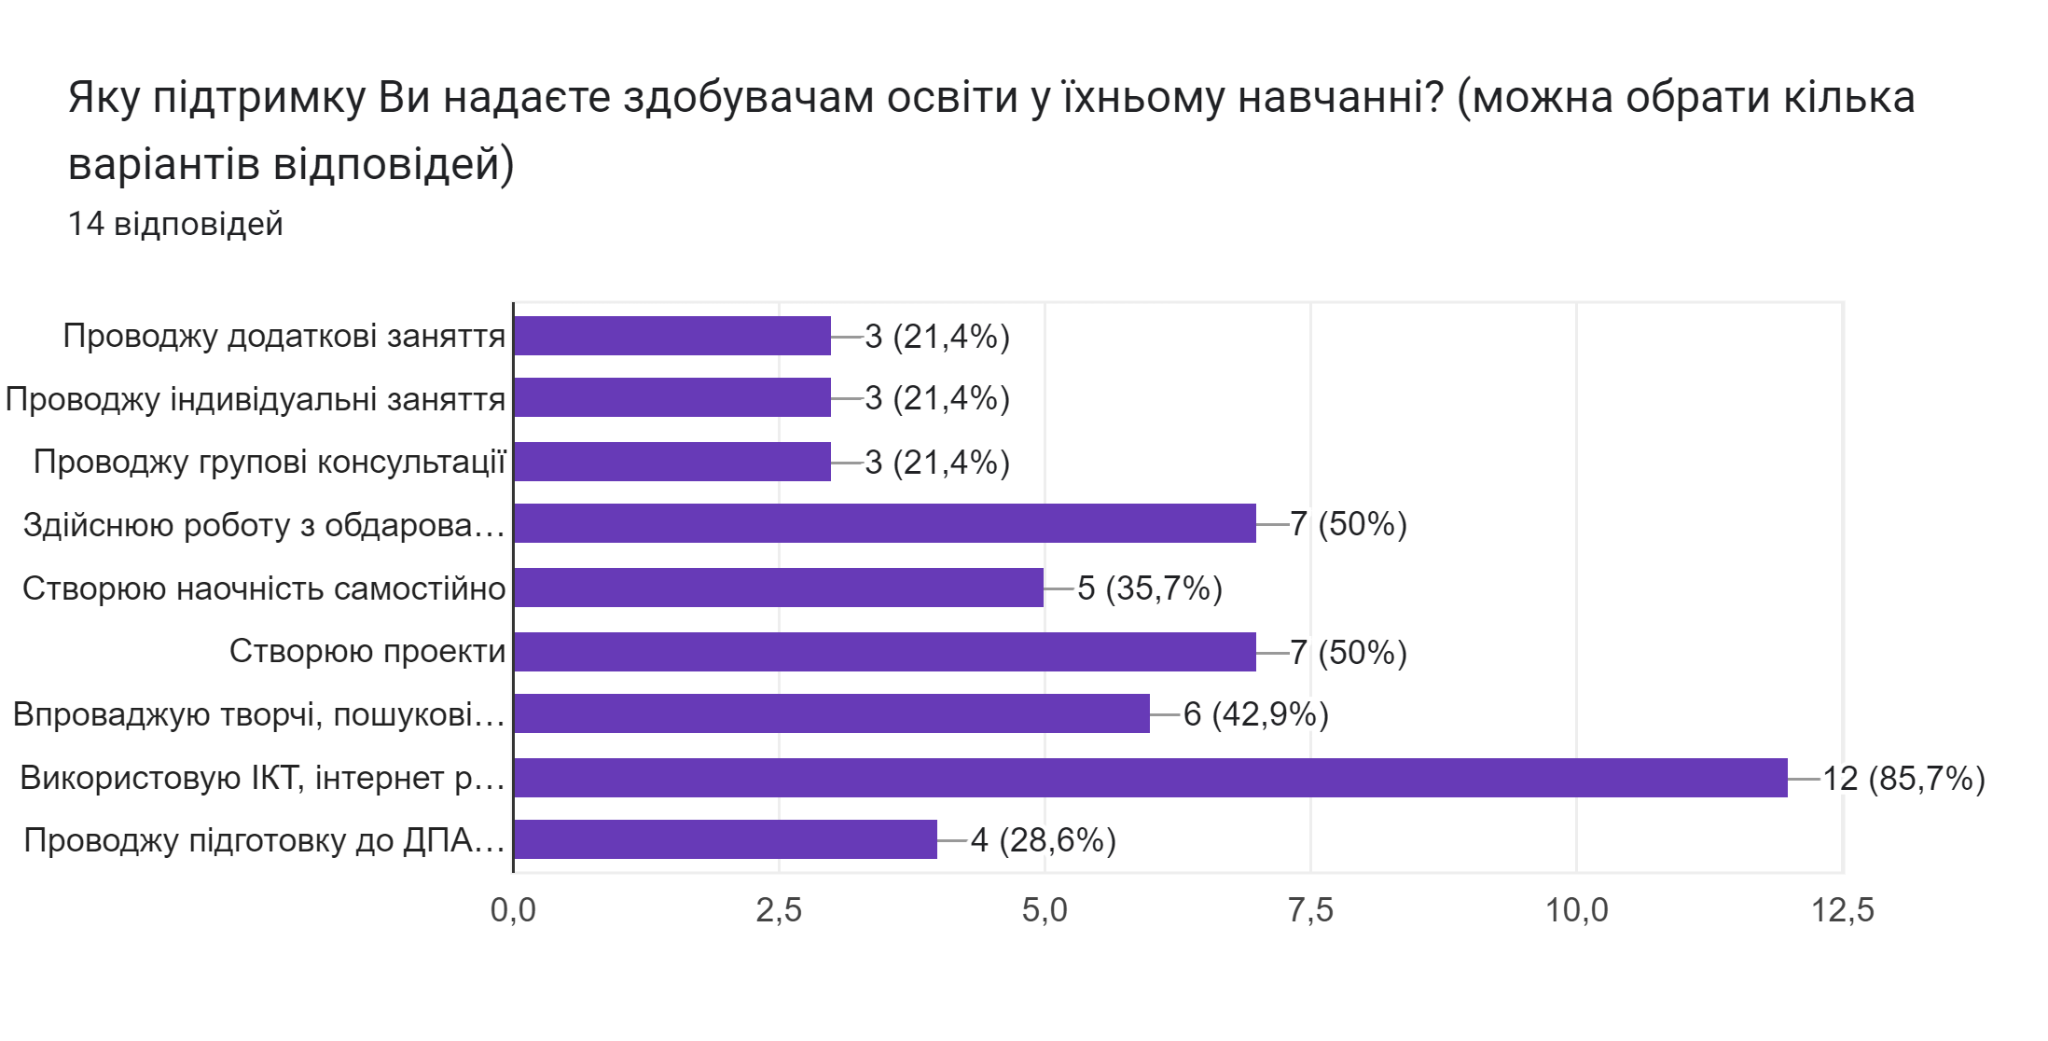 Яку підтримку Ви надаєте здобувачам освіти у їхньому навчанні? (можна обрати кілька
варіантів відповідей)
14 відповідей
Проводжу додаткові заняття 3 (21,4%)
Проводжу індивідуальні заняття 3 (21,4%)
Проводжу групові консультації 3 (21,4%)
Здійснюю роботу з обдарова… 7 (50%)
Створюю наочність самостійно 5 (35,7%)
Створюю проекти 7 (50%)
Впроваджую творчі, пошукові… 6 (42,9%)
Використовую ІКТ, інтернет р… 12 (85,7%)
Проводжу підготовку до ДПА… 4 (28,6%)
0,0 2,5 5,0 7,5 10,0 12,5